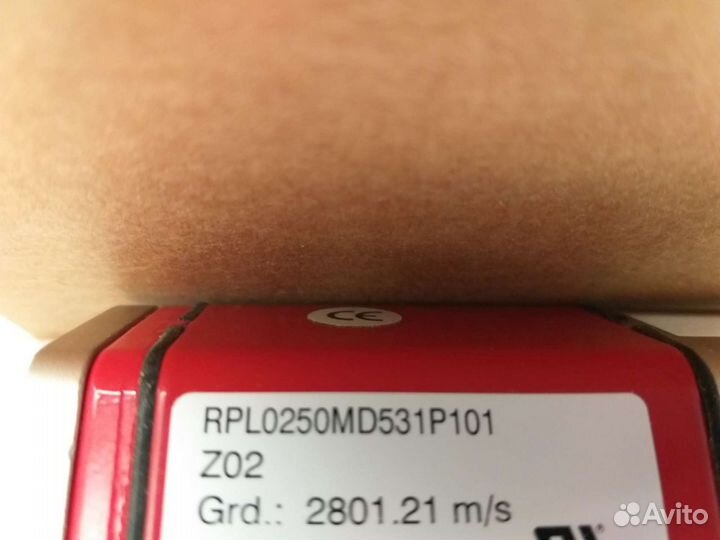 CE
RPL0250MD531P101
Z02
Grd.: 2801.21 m/s
Avito